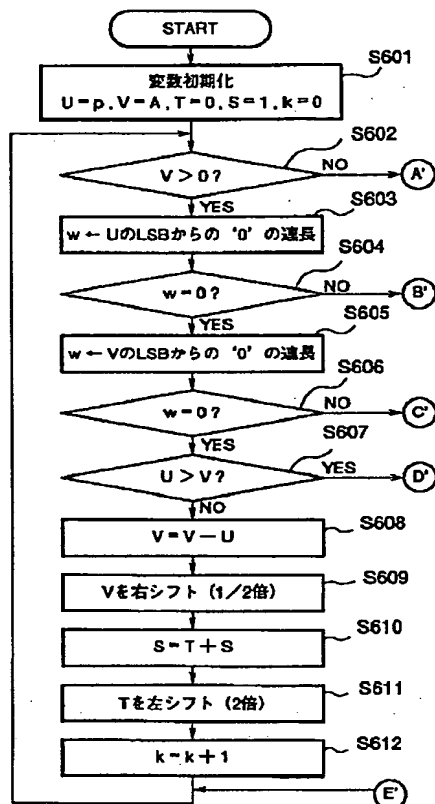 START
S601
変数初期化
U=p,V=A,T=0,S=1,k=0
S602
V>0?
NO
A'
YES
S603
w←UのLSBからの'0'の連長
S604
w=0?
NO
B'
YES
S605
w←VのLSBからの'0'の連長
S606
w=0?
NO
C'
YES
S607
U>V?
YES
D'
NO
S608
V=V−U
S609
Vを右シフト(1/2倍)
S610
S=T+S
S611
Tを左シフト(2倍)
S612
k=k+1
E'